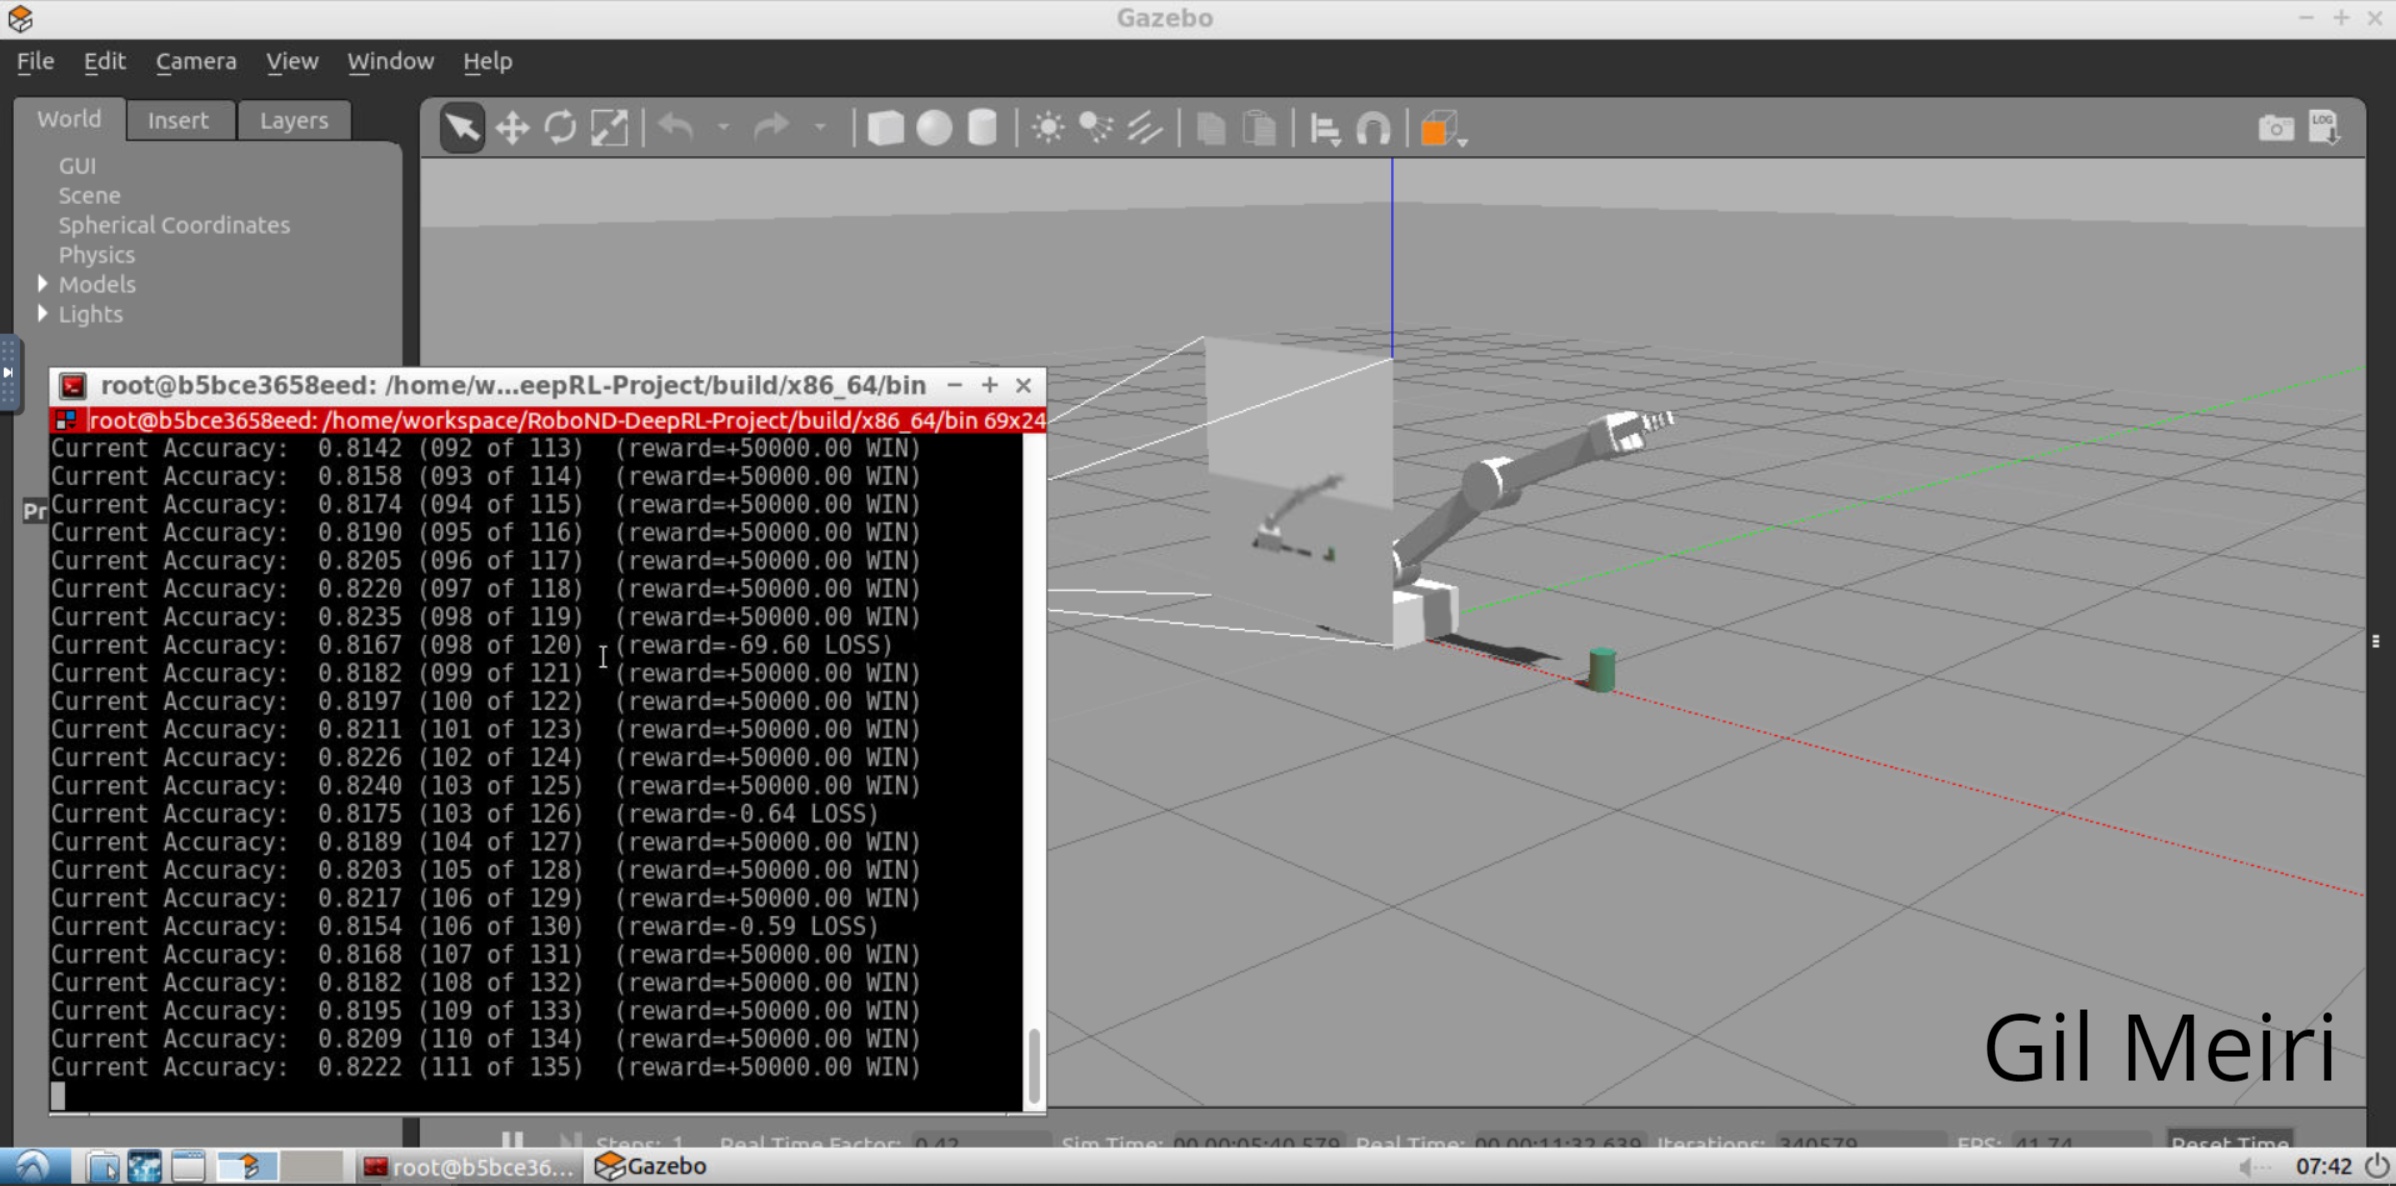 Gazebo
File Edit Camera View Window Help
World Insert Layers
LOG
GUI
Scene
Spherical Coordinates
Physics
Models
Lights
Pr
root@b5bce3658eed: /home/w...eepRL-Project/build/x86_64/bin
root@b5bce3658eed: /home/workspace/RoboND-DeepRL-Project/build/x86_64/bin 69x24
Current Accuracy: 0.8142 (092 of 113) (reward=+50000.00 WIN)
Current Accuracy: 0.8158 (093 of 114) (reward=+50000.00 WIN)
Current Accuracy: 0.8174 (094 of 115) (reward=+50000.00 WIN)
Current Accuracy: 0.8190 (095 of 116) (reward=+50000.00 WIN)
Current Accuracy: 0.8205 (096 of 117) (reward=+50000.00 WIN)
Current Accuracy: 0.8220 (097 of 118) (reward=+50000.00 WIN)
Current Accuracy: 0.8235 (098 of 119) (reward=+50000.00 WIN)
Current Accuracy: 0.8167 (098 of 120) (reward=-69.60 LOSS)
Current Accuracy: 0.8182 (099 of 121) (reward=+50000.00 WIN)
Current Accuracy: 0.8197 (100 of 122) (reward=+50000.00 WIN)
Current Accuracy: 0.8211 (101 of 123) (reward=+50000.00 WIN)
Current Accuracy: 0.8226 (102 of 124) (reward=+50000.00 WIN)
Current Accuracy: 0.8240 (103 of 125) (reward=+50000.00 WIN)
Current Accuracy: 0.8175 (103 of 126) (reward=-0.64 LOSS)
Current Accuracy: 0.8189 (104 of 127) (reward=+50000.00 WIN)
Current Accuracy: 0.8203 (105 of 128) (reward=+50000.00 WIN)
Current Accuracy: 0.8217 (106 of 129) (reward=+50000.00 WIN)
Current Accuracy: 0.8154 (106 of 130) (reward=-0.59 LOSS)
Current Accuracy: 0.8168 (107 of 131) (reward=+50000.00 WIN)
Current Accuracy: 0.8182 (108 of 132) (reward=+50000.00 WIN)
Current Accuracy: 0.8195 (109 of 133) (reward=+50000.00 WIN)
Current Accuracy: 0.8209 (110 of 134) (reward=+50000.00 WIN)
Current Accuracy: 0.8222 (111 of 135) (reward=+50000.00 WIN)
Gil Meiri
Steps: 1 Real Time Factor: 0.42 Sim Time: 00 00:05:40.579 Real Time: 00 00:11:32.639 Iterations: 340579 FPS: 41.74 Reset Time
root@b5bce36... Gazebo 07:42